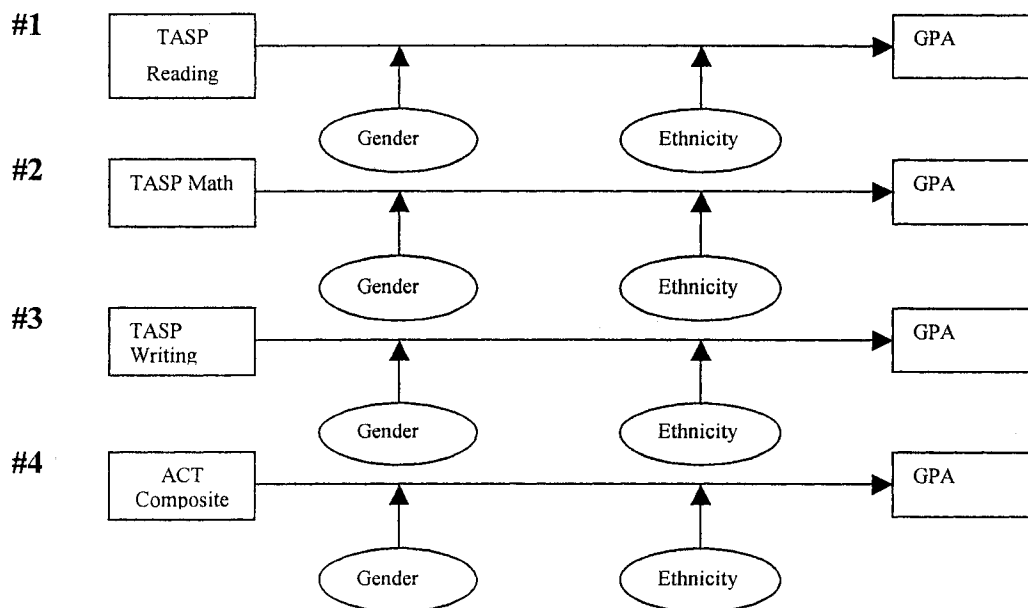 #1
TASP
Reading
GPA
Gender
Ethnicity
#2
TASP Math
GPA
Gender
Ethnicity
#3
TASP
Writing
GPA
Gender
Ethnicity
#4
ACT
Composite
GPA
Gender
Ethnicity